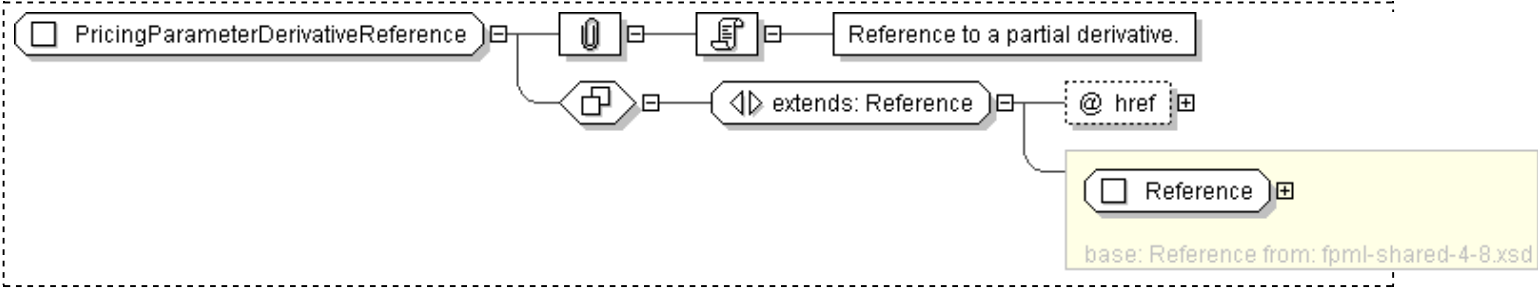 PricingParameterDerivativeReference
Reference to a partial derivative.
extends: Reference
@ href
Reference
base: Reference from: fpml-shared-4-8.xsd